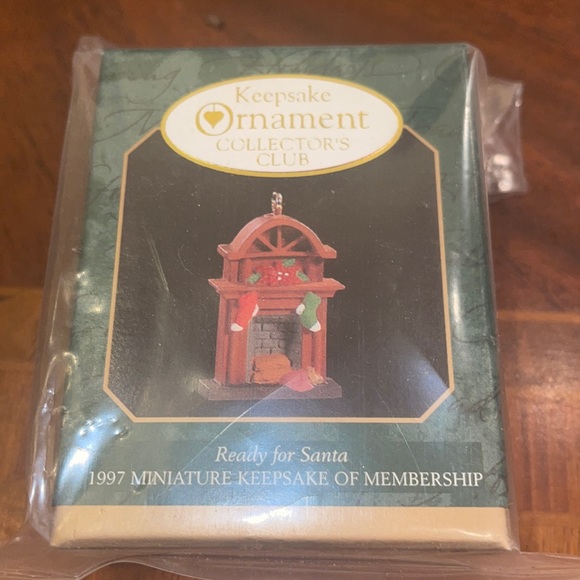 Keepsake
Ornament
COLLECTOR'S
CLUB
Ready for Santa
1997 MINIATURE KEEPSAKE OF MEMBERSHIP